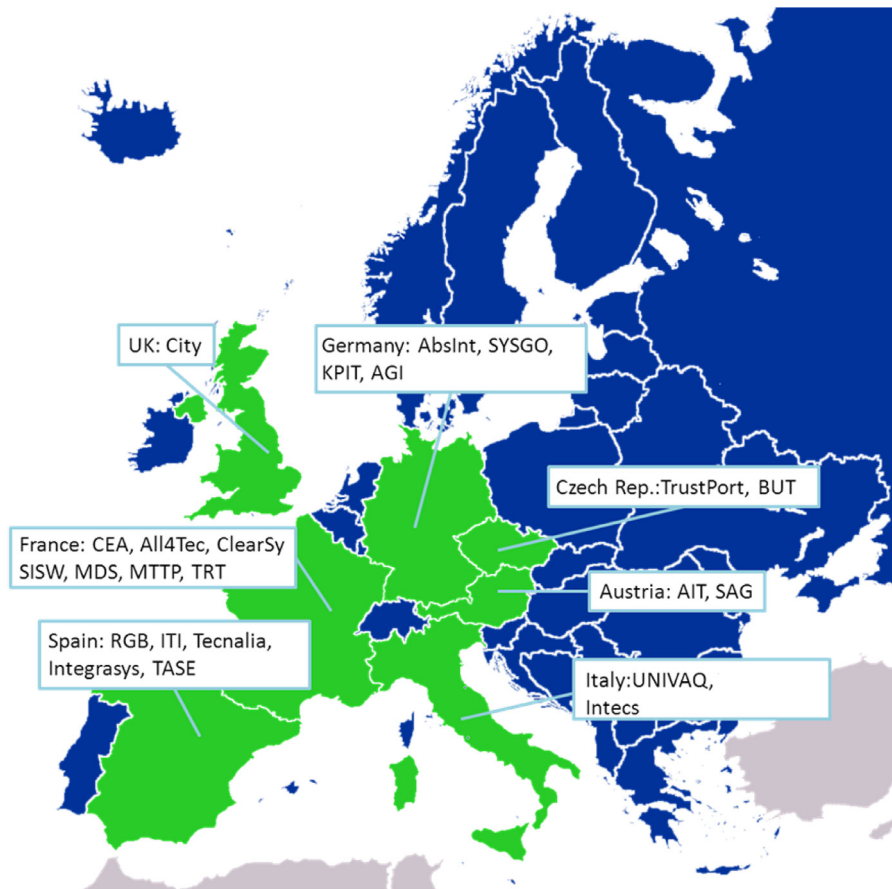 UK: City
Germany: AbsInt, SYSGO,
KPIT, AGI
Czech Rep.:TrustPort, BUT
France: CEA, All4Tec, ClearSy
SISW, MDS, MTTP, TRT
Austria: AIT, SAG
Spain: RGB, ITI, Tecnalia,
Integrasys, TASE
Italy:UNIVAQ,
Intecs